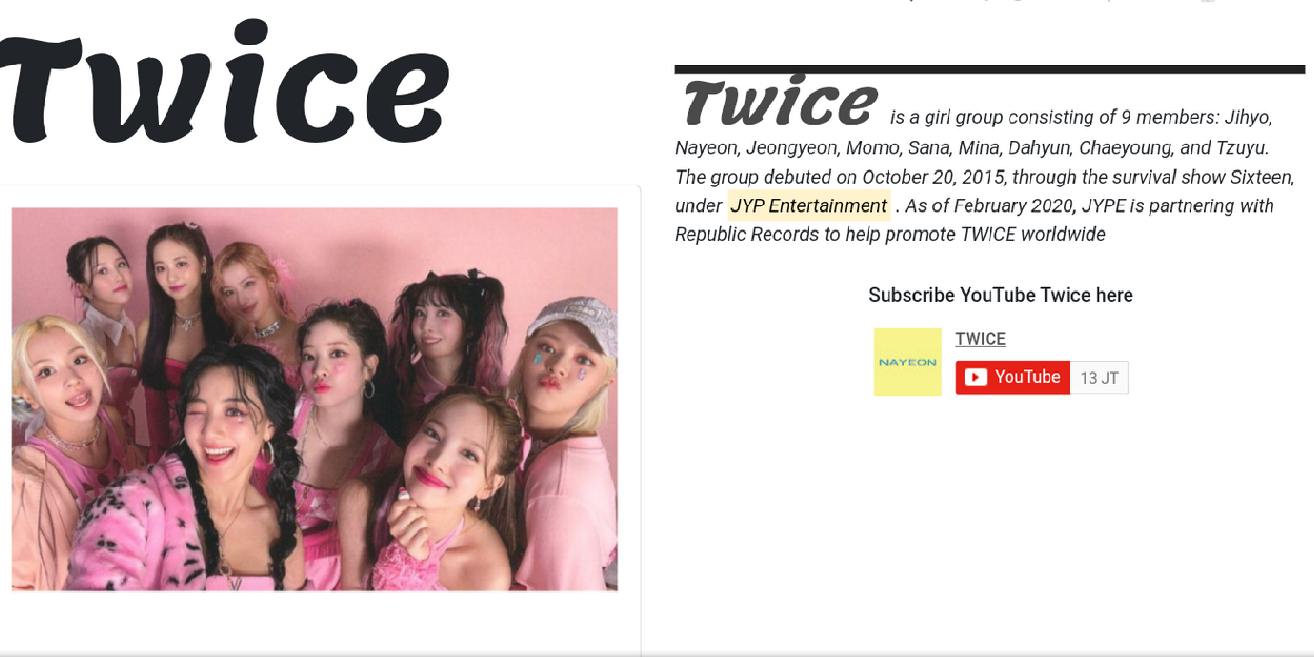 Twice
Twice is a girl group consisting of 9 members: Jihyo,
Nayeon, Jeongyeon, Momo, Sana, Mina, Dahyun, Chaeyoung, and Tzuyu.
The group debuted on October 20, 2015, through the survival show Sixteen,
under JYP Entertainment . As of February 2020, JYPE is partnering with
Republic Records to help promote TWICE worldwide
Subscribe YouTube Twice here
NAYEON
TWICE
YouTube 13 JT